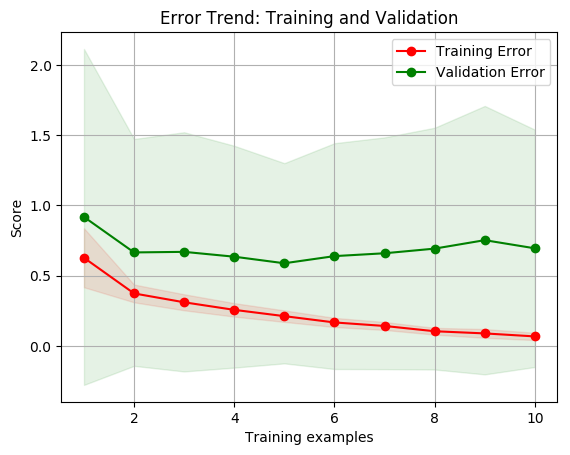 Error Trend: Training and Validation
Training Error
Validation Error
2.0
1.5
1.0
0.5
0.0
Score
2
4
6
8
10
Training examples